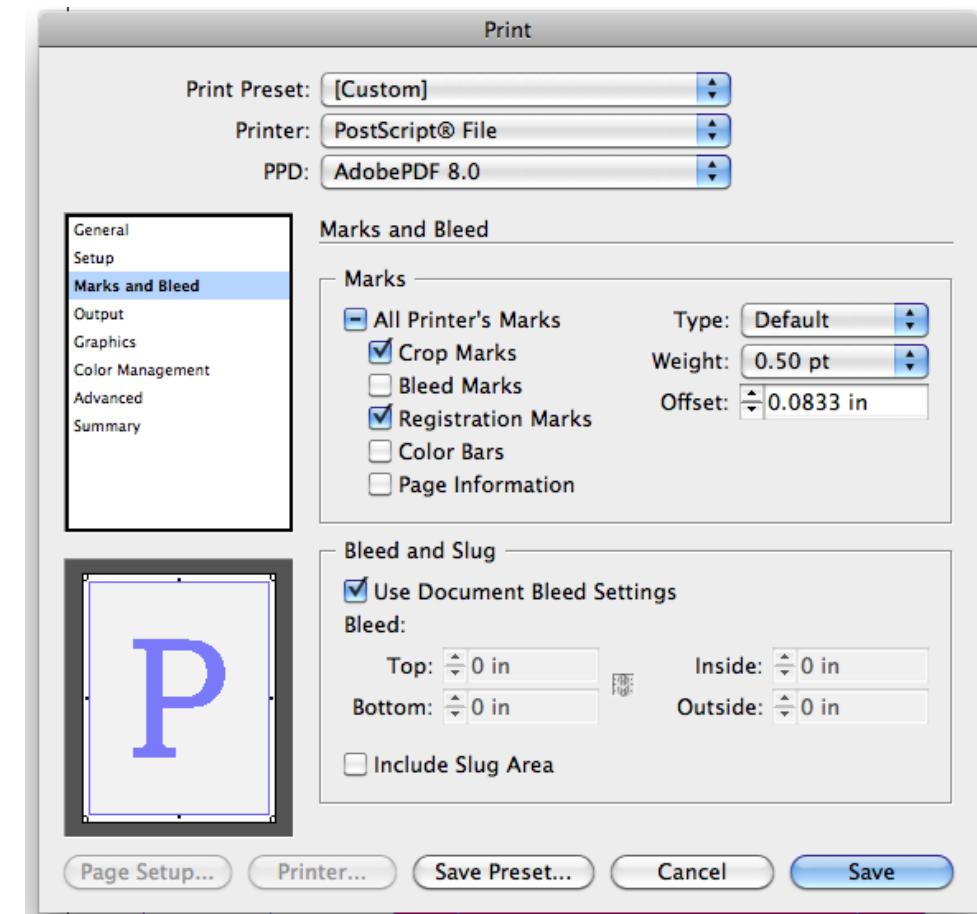 Print
Print Preset: [Custom]
Printer: PostScript® File
PPD: AdobePDF 8.0
General
Setup
Marks and Bleed
Output
Graphics
Color Management
Advanced
Summary
Marks and Bleed
Marks
All Printer's Marks
Crop Marks
Bleed Marks
Registration Marks
Color Bars
Page Information
Type: Default
Weight: 0.50 pt
Offset: 0.0833 in
Bleed and Slug
Use Document Bleed Settings
Bleed:
Top: 0 in Inside: 0 in
Bottom: 0 in Outside: 0 in
Include Slug Area
P
Page Setup... Printer... Save Preset... Cancel Save